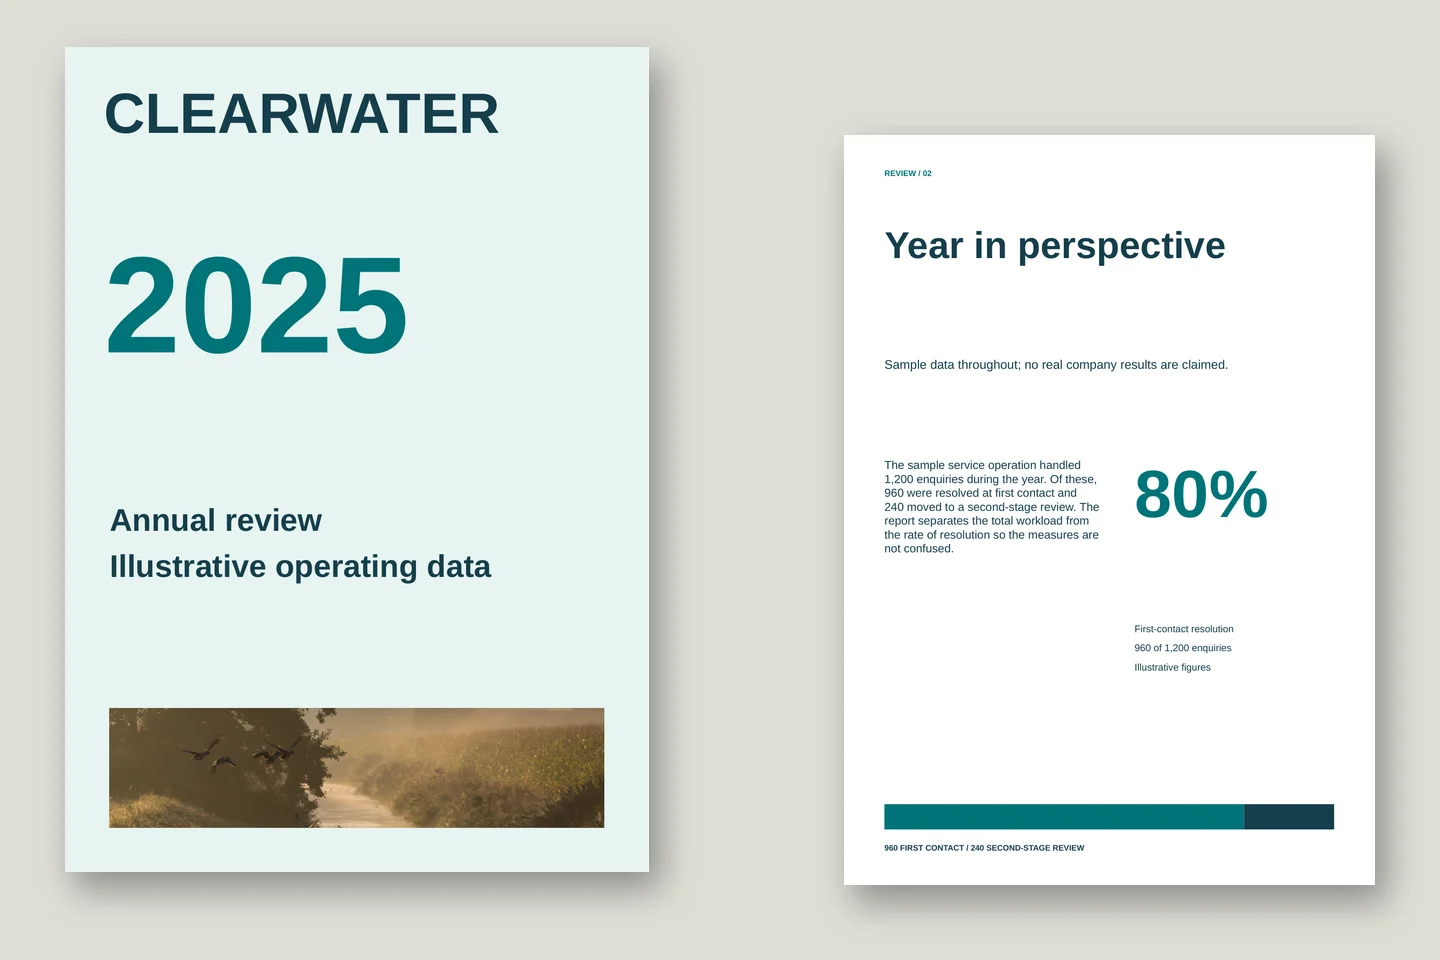 CLEARWATER
2025
Annual review
Illustrative operating data
REVIEW / 02
Year in perspective
Sample data throughout; no real company results are claimed.
The sample service operation handled
1,200 enquiries during the year. Of these,
960 were resolved at first contact and
240 moved to a second-stage review. The
report separates the total workload from
the rate of resolution so the measures are
not confused.
80%
First-contact resolution
960 of 1,200 enquiries
Illustrative figures
960 FIRST CONTACT / 240 SECOND-STAGE REVIEW